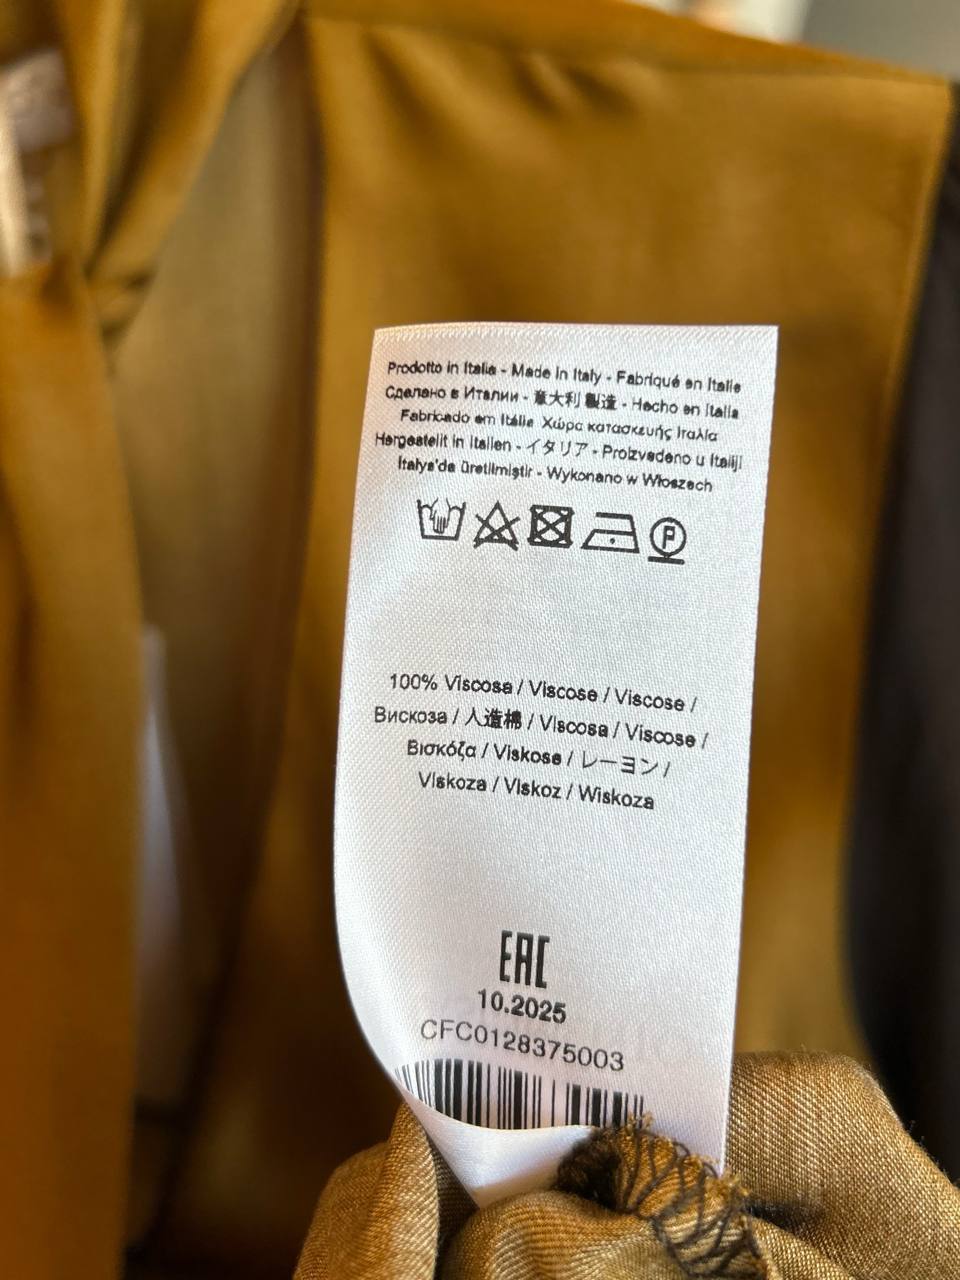 Prodotto in Italia - Made in Italy - Fabriqué en Italie
Сделано в Италии - 意大利 製造 - Hecho en Italia
Fabricado em Itália Χώρα κατασκευής Ιταλία
Hergestellt in Italien - イタリア - Proizvedeno u Italiji
İtalya'da üretilmiştir - Wykonano w Włoszech
P
100% Viscosa / Viscose / Viscose /
Вискоза / 人造棉 / Viscosa / Viscose /
Βισκόζα / Viskose / レーヨン /
Viskoza / Viskoz / Wiskoza
EAC
10.2025
CFC0128375003